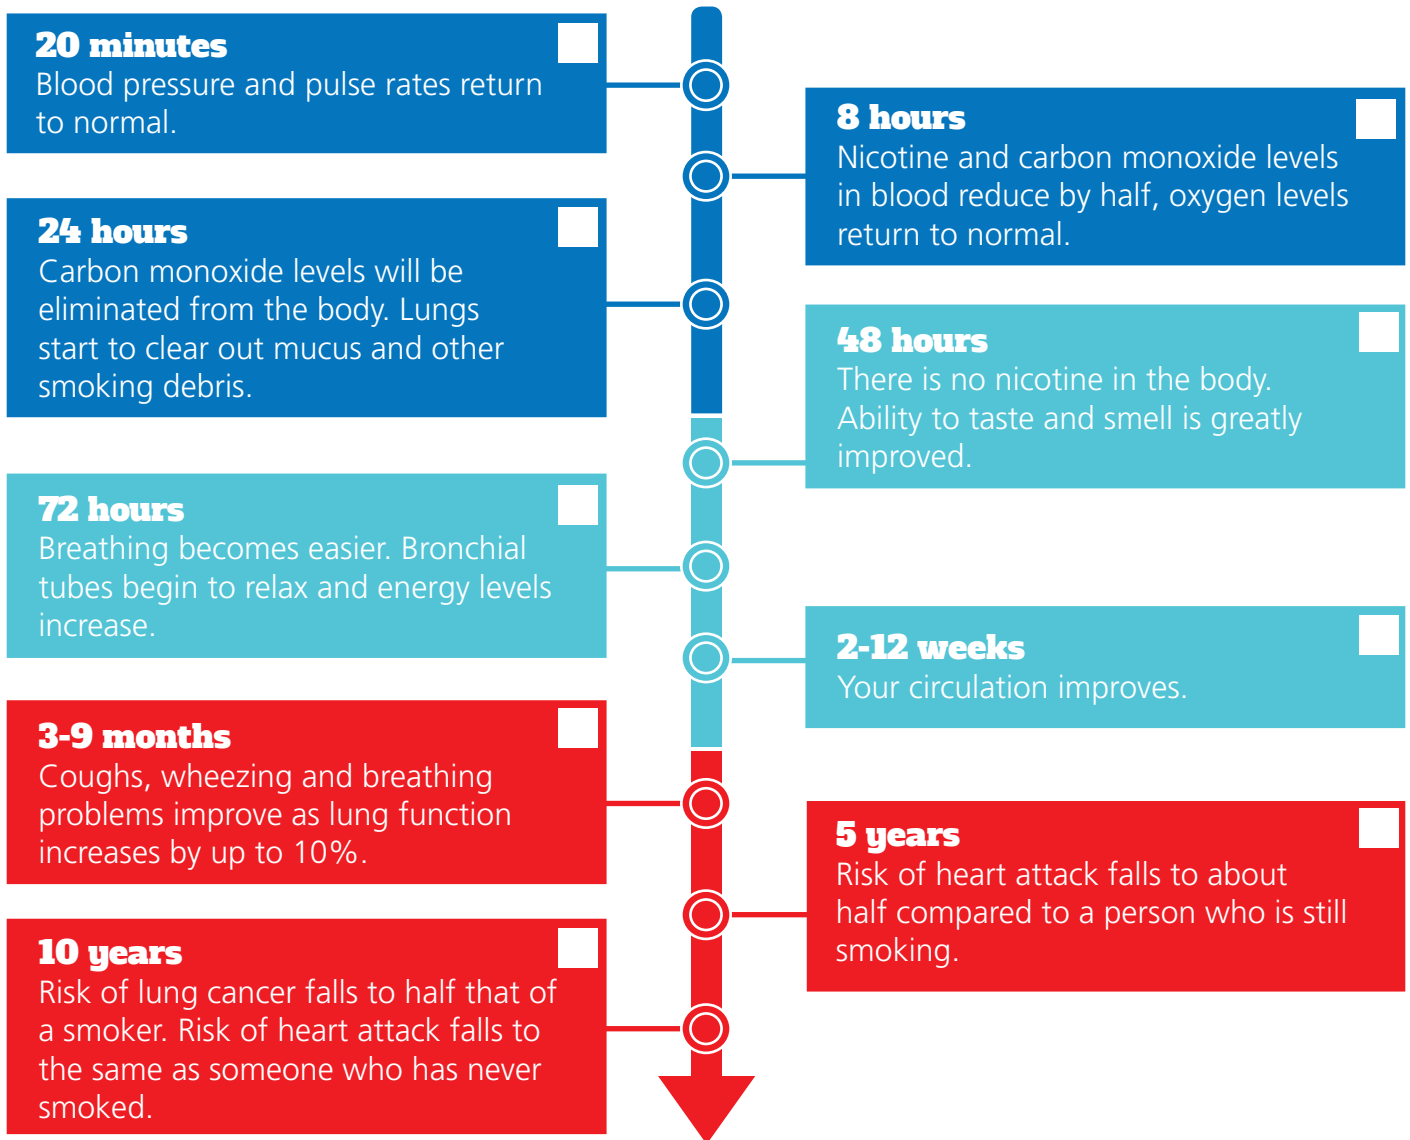 20 minutes
Blood pressure and pulse rates return
to normal.
8 hours
Nicotine and carbon monoxide levels
in blood reduce by half, oxygen levels
return to normal.
24 hours
Carbon monoxide levels will be
eliminated from the body. Lungs
start to clear out mucus and other
smoking debris.
48 hours
There is no nicotine in the body.
Ability to taste and smell is greatly
improved.
72 hours
Breathing becomes easier. Bronchial
tubes begin to relax and energy levels
increase.
2-12 weeks
Your circulation improves.
3-9 months
Coughs, wheezing and breathing
problems improve as lung function
increases by up to 10%.
5 years
Risk of heart attack falls to about
half compared to a person who is still
smoking.
10 years
Risk of lung cancer falls to half that of
a smoker. Risk of heart attack falls to
the same as someone who has never
smoked.